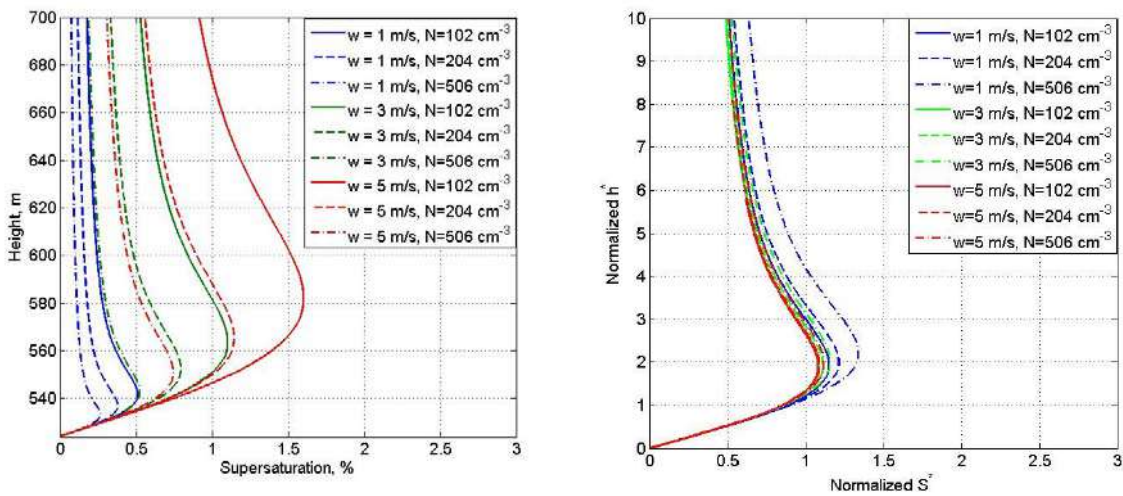 700
680
660
640
620
600
580
560
540
0
0.5
1
1.5
2
2.5
3
Height, m
Supersaturation, %
w = 1 m/s, N=102 cm⁻³
w = 1 m/s, N=204 cm⁻³
w = 1 m/s, N=506 cm⁻³
w = 3 m/s, N=102 cm⁻³
w = 3 m/s, N=204 cm⁻³
w = 3 m/s, N=506 cm⁻³
w = 5 m/s, N=102 cm⁻³
w = 5 m/s, N=204 cm⁻³
w = 5 m/s, N=506 cm⁻³
10
9
8
7
6
5
4
3
2
1
0
0
0.5
1
1.5
2
2.5
3
Normalized h
Normalized S
w=1 m/s, N=102 cm⁻³
w=1 m/s, N=204 cm⁻³
w=1 m/s, N=506 cm⁻³
w=3 m/s, N=102 cm⁻³
w=3 m/s, N=204 cm⁻³
w=3 m/s, N=506 cm⁻³
w=5 m/s, N=102 cm⁻³
w=5 m/s, N=204 cm⁻³
w=5 m/s, N=506 cm⁻³